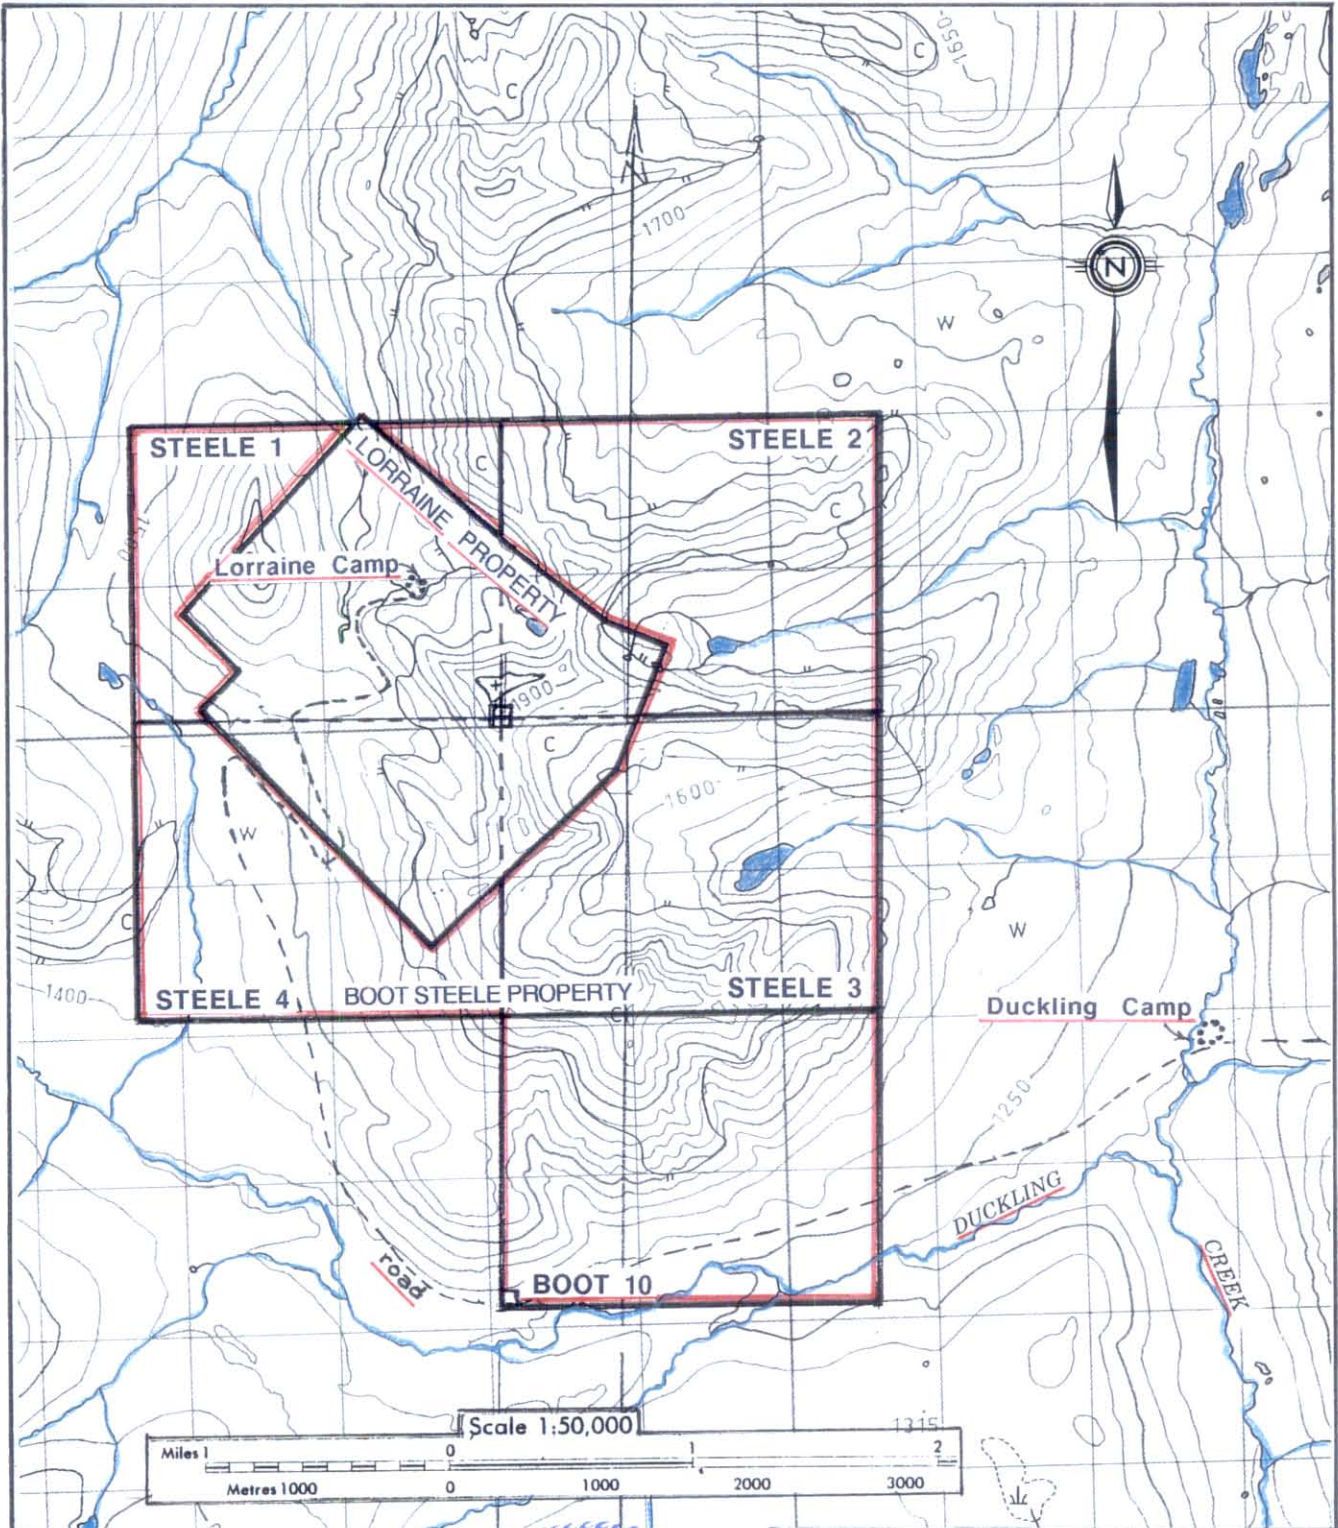 C
1650
C
N
1700
N
W
STEELE 1
STEELE 2
LORRAINE PROPERTY
C
C
Lorraine Camp
1900
C
1600
W
C
W
1400
STEELE 4
BOOT STEELE PROPERTY
STEELE 3
C
Duckling Camp
1250
DUCKLING
CREEK
road
BOOT 10
Scale 1:50,000
1315
Miles 1 0 1 2
Metres 1000 0 1000 2000 3000